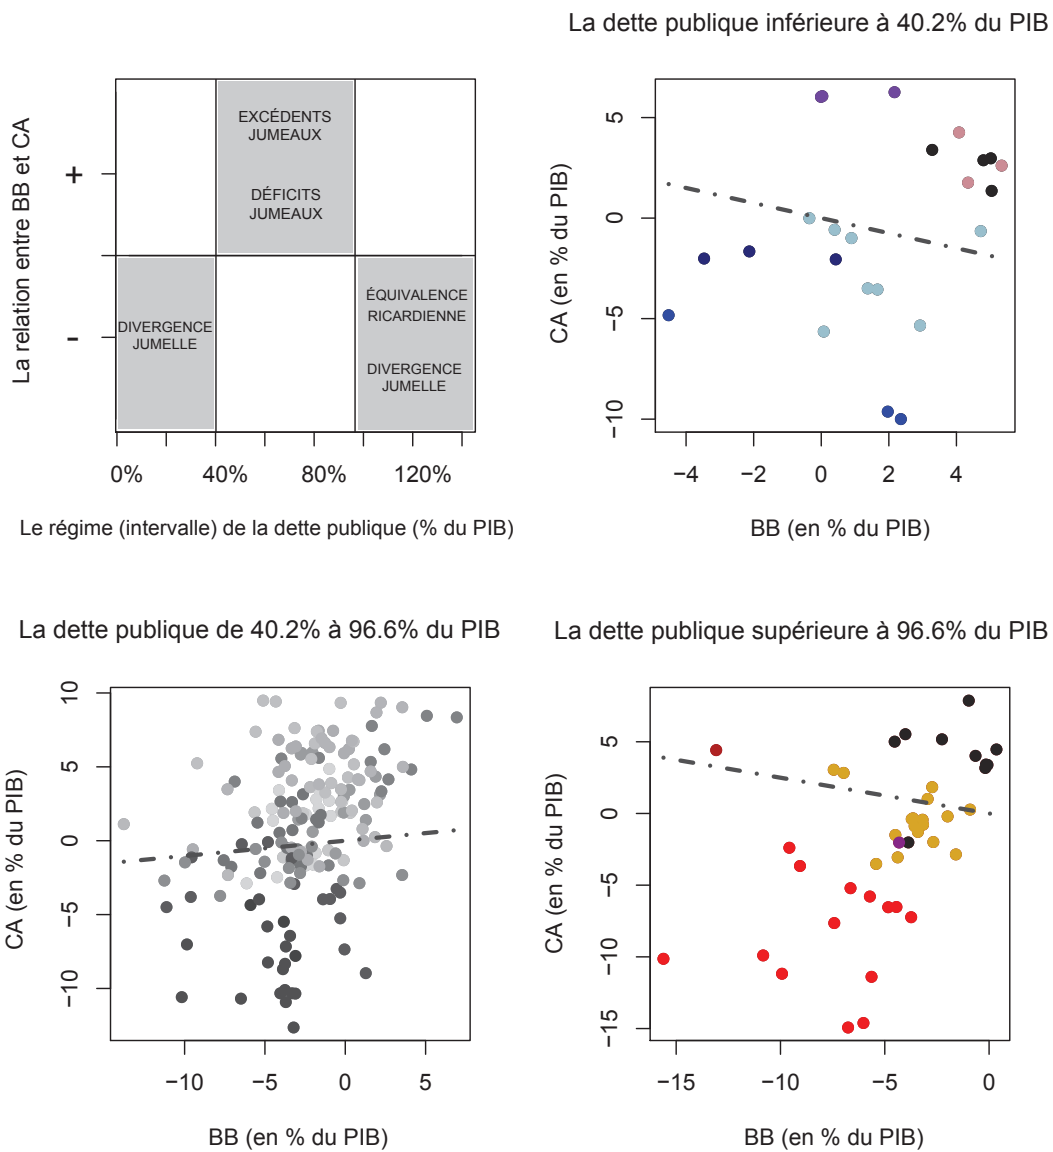 La dette publique inférieure à 40.2% du PIB
La relation entre BB et CA
+
-
EXCÉDENTS
JUMEAUX
DÉFICITS
JUMEAUX
DIVERGENCE
JUMELLE
ÉQUIVALENCE
RICARDIENNE
DIVERGENCE
JUMELLE
0% 40% 80% 120%
Le régime (intervalle) de la dette publique (% du PIB)
CA (en % du PIB)
5
0
−5
−10
−4 −2 0 2 4
BB (en % du PIB)
La dette publique de 40.2% à 96.6% du PIB
CA (en % du PIB)
10
5
0
−5
−10
−10 −5 0 5
BB (en % du PIB)
La dette publique supérieure à 96.6% du PIB
CA (en % du PIB)
5
0
−5
−10
−15
−15 −10 −5 0
BB (en % du PIB)